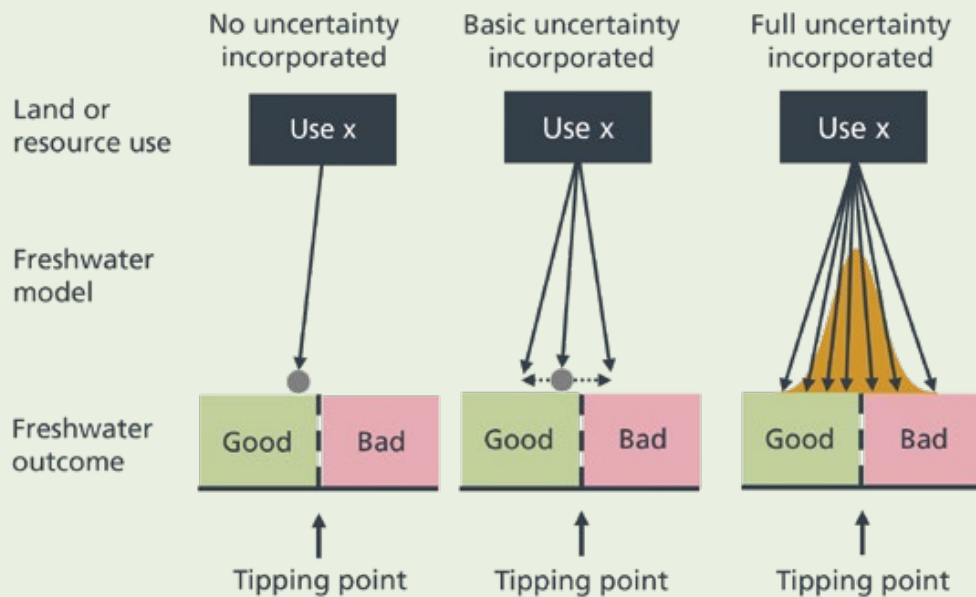 No uncertainty
incorporated
Basic uncertainty
incorporated
Full uncertainty
incorporated
Land or
resource use
Use x
Use x
Use x
Freshwater
model
Freshwater
outcome
Good
Bad
Good
Bad
Good
Bad
Tipping point
Tipping point
Tipping point